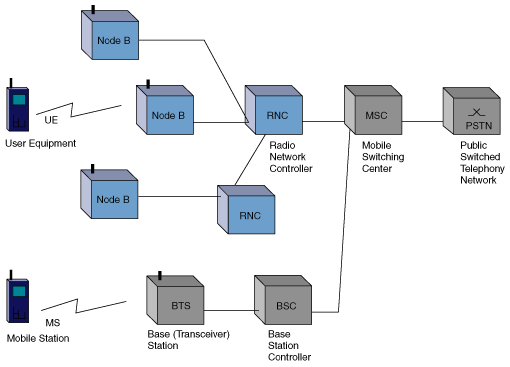 Node B
UE
User Equipment
Node B
RNC
Radio
Network
Controller
MSC
Mobile
Switching
Center
PSTN
Public
Switched
Telephony
Network
Node B
RNC
MS
Mobile Station
BTS
Base (Transceiver)
Station
BSC
Base
Station
Controller